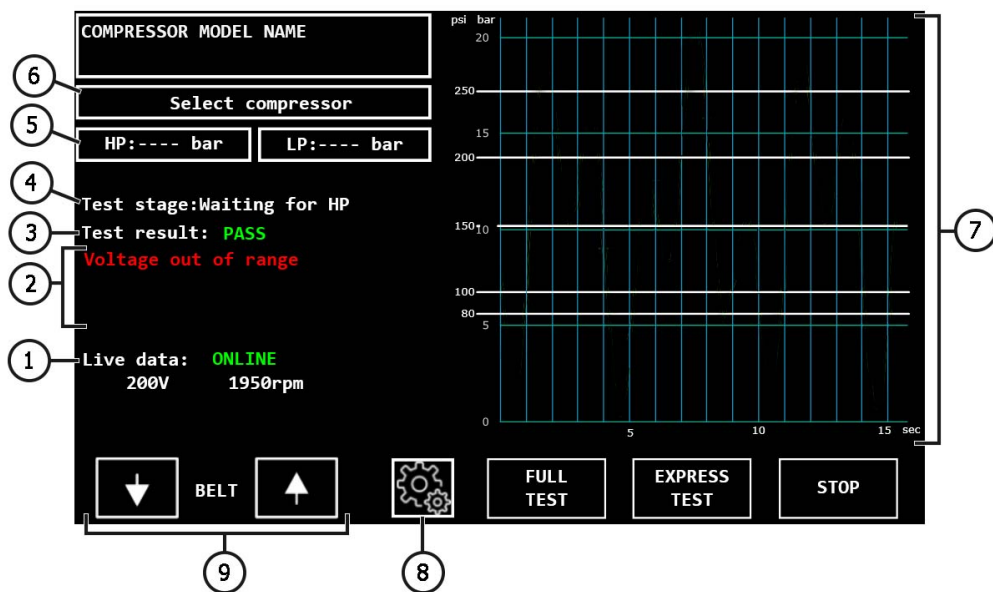 COMPRESSOR MODEL NAME
6
Select compressor
5
HP:---- bar
LP:---- bar
4
Test stage:Waiting for HP
3
Test result: PASS
2
Voltage out of range
1
Live data: ONLINE
200V 1950rpm
psi bar
20
250
15
200
150
10
100
80
5
0
5 10 15 sec
7
BELT
FULL
TEST
EXPRESS
TEST
STOP
9
8